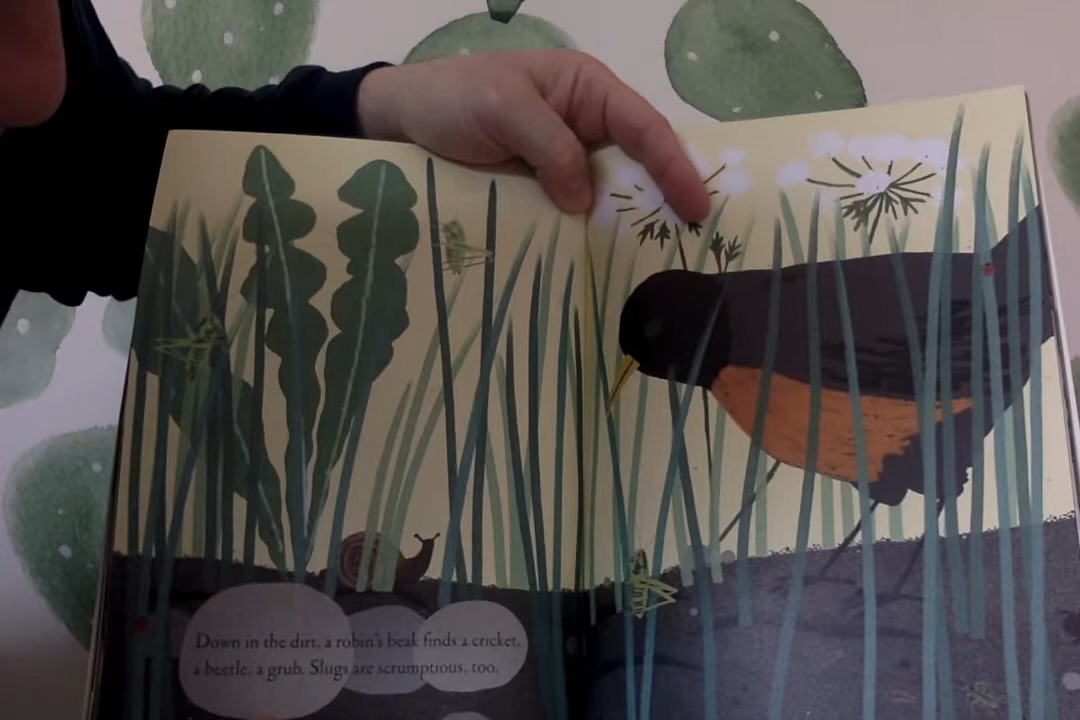 Down in the dirt, a robin's beak finds a cricket,
a beetle, a grub. Slugs are scrumptious, too.